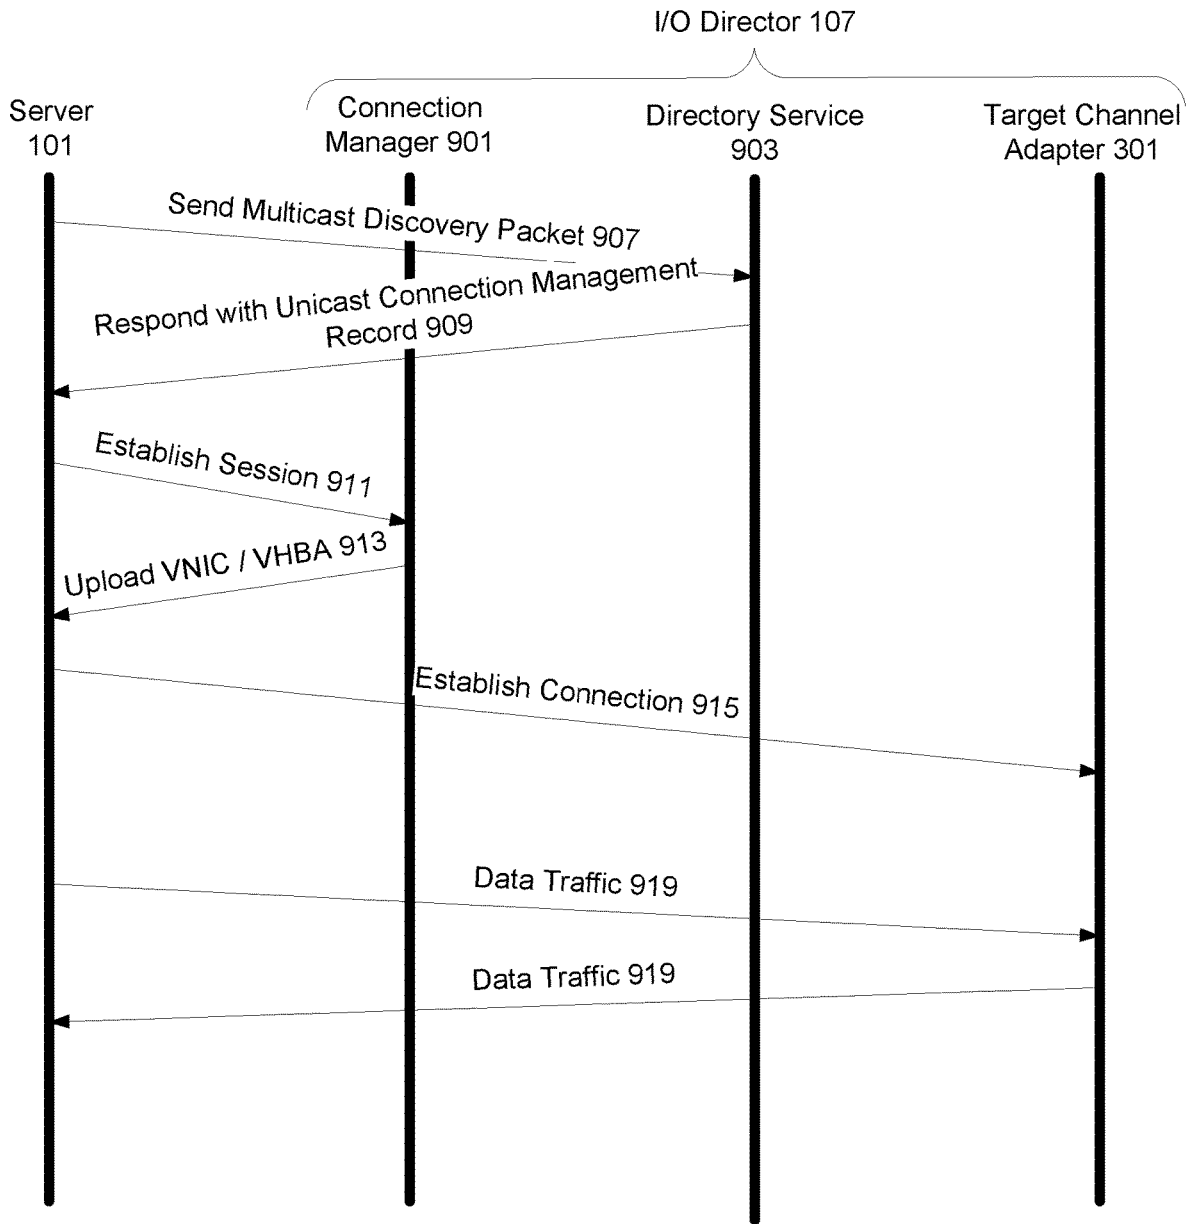 I/O Director 107
Server
101
Connection
Manager 901
Directory Service
903
Target Channel
Adapter 301
Send Multicast Discovery Packet 907
Respond with Unicast Connection Management
Record 909
Establish Session 911
Upload VNIC / VHBA 913
Establish Connection 915
Data Traffic 919
Data Traffic 919